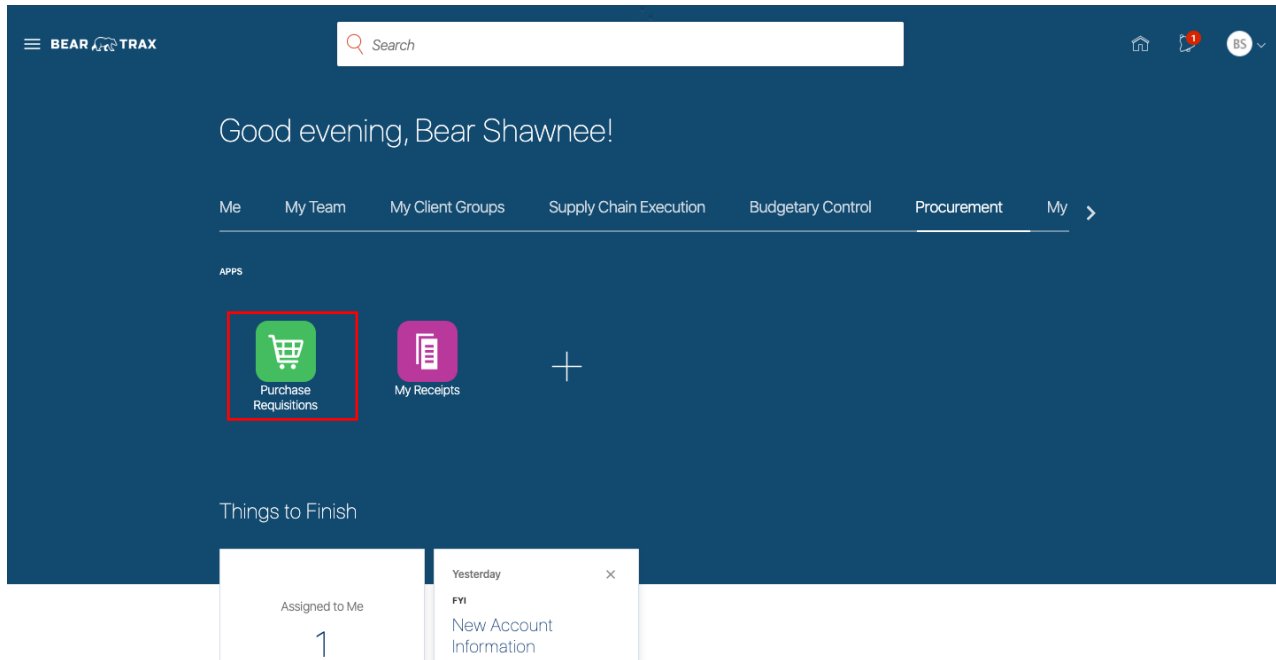 BEAR TRAX
Search
1
BS
Good evening, Bear Shawnee!
Me My Team My Client Groups Supply Chain Execution Budgetary Control Procurement My
APPS
Purchase
Requisitions
My Receipts
Things to Finish
Assigned to Me
1
Yesterday
FYI
New Account
Information